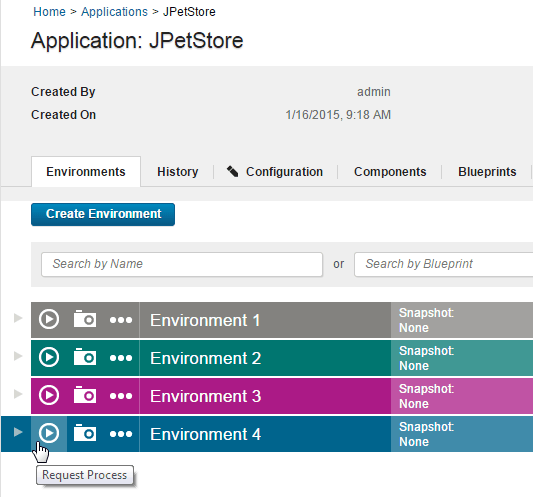 Home > Applications > JPetStore
Application: JPetStore
Created By admin
Created On 1/16/2015, 9:18 AM
Environments History Configuration Components Blueprints
Create Environment
Search by Name or Search by Blueprint
Environment 1 Snapshot:
None
Environment 2 Snapshot:
None
Environment 3 Snapshot:
None
Environment 4 Snapshot:
None
Request Process